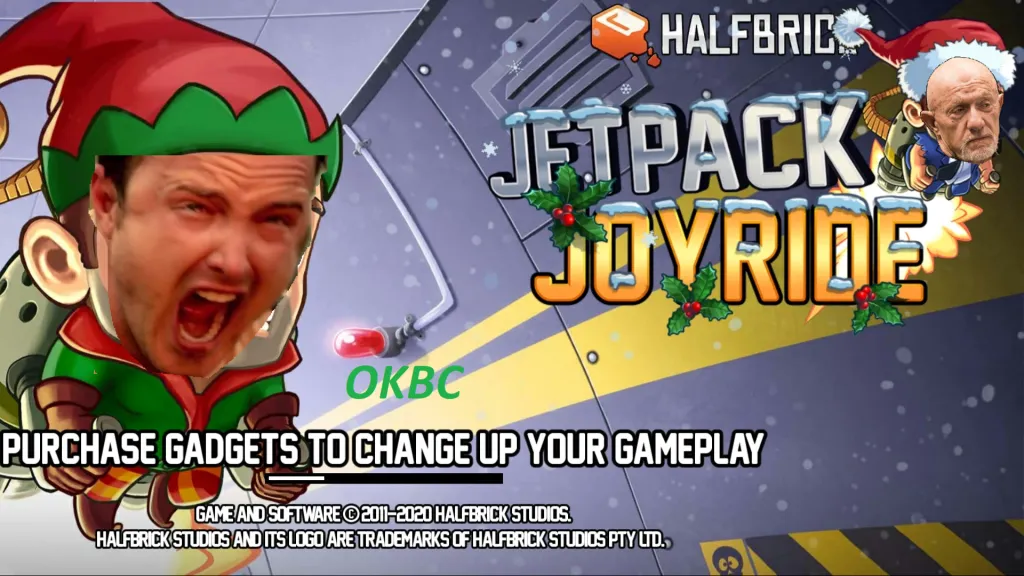 HALFBRICK
JETPACK
JOYRIDE
OKBC
PURCHASE GADGETS TO CHANGE UP YOUR GAMEPLAY
GAME AND SOFTWARE © 2011-2020 HALFBRICK STUDIOS.
HALFBRICK STUDIOS AND ITS LOGO ARE TRADEMARKS OF HALFBRICK STUDIOS PTY LTD.